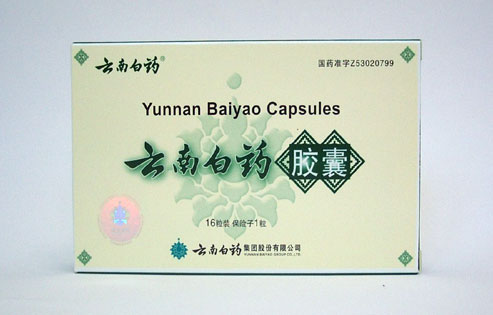 云南白药®
国药准字Z53020799
Yunnan Baiyao Capsules
云南白药胶囊
16粒装 保险子1粒
云南白药集团股份有限公司
YUNNAN BAIYAO GROUP CO.,LTD.